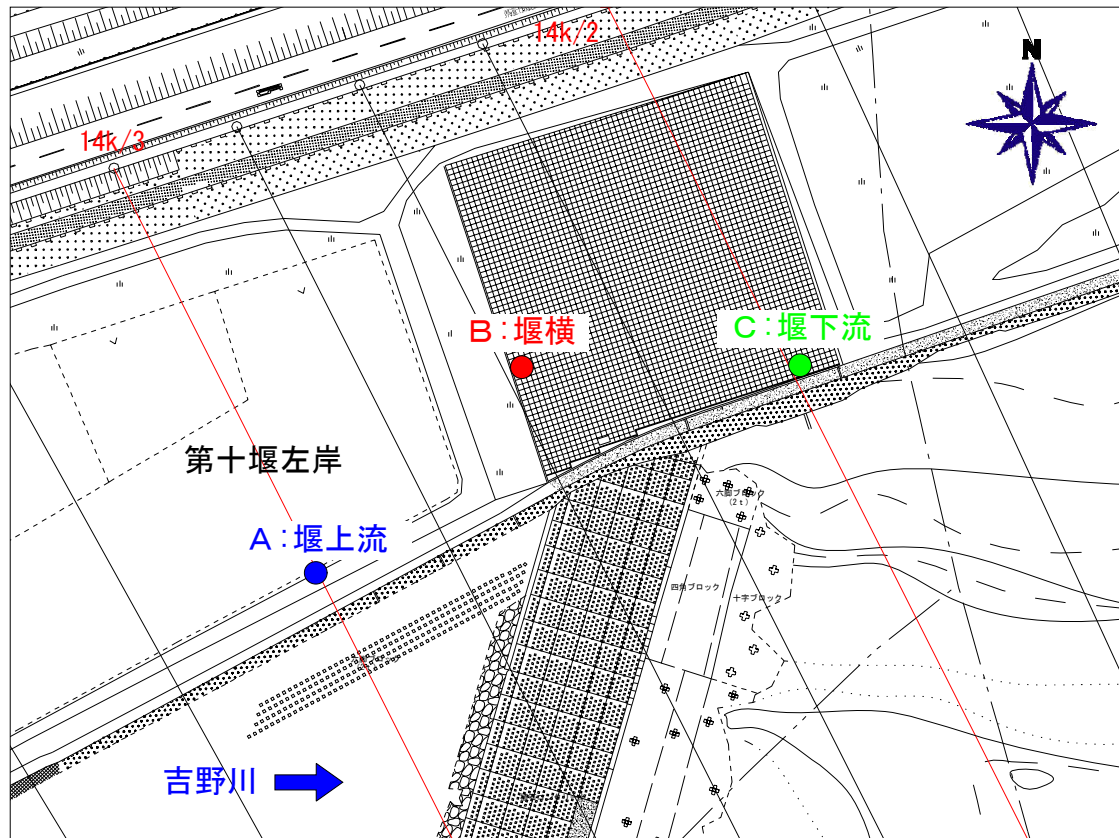 14k/2
N
14k/3
B:堰横
C:堰下流
第十堰左岸
六脚ブロック
(2t)
A:堰上流
四角ブロック
十字ブロック
吉野川